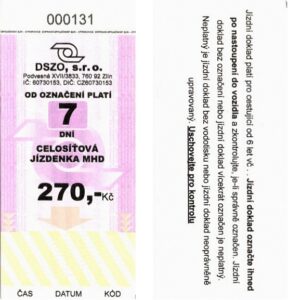 000131
DSZO, s.r.o.
Podvesná XVII/3833, 760 92 Zlín
IČ: 60730153, DIČ: CZ60730153
OD OZNAČENÍ PLATÍ
7
DNÍ
CELOSÍŤOVÁ
JÍZDENKA MHD
270,-Kč
ČAS DATUM KÓD
Jízdní doklad platí pro cestující od 6 let vč. . Jízdní doklad označte ihned
po nastoupení do vozidla a zkontrolujte, je-li správně označen. Jízdní
doklad bez označení nebo jízdní doklad vícekrát označen je neplatný.
Neplatný je jízdní doklad bez vodotisku nebo jízdní doklad neoprávněně
upravovaný. Uschovejte pro kontrolu